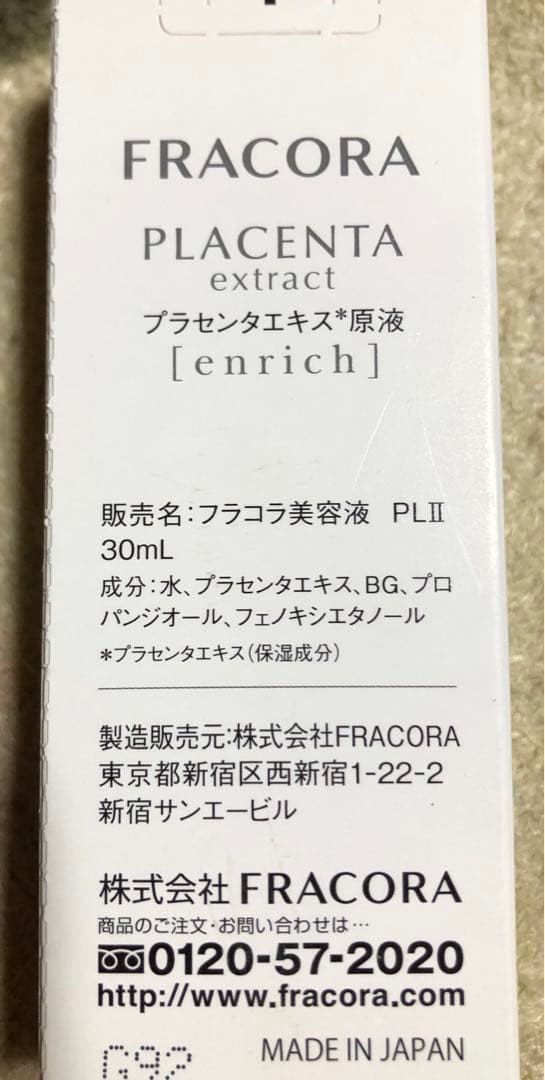 FRACORA
PLACENTA
extract
プラセンタエキス*原液
[enrich]
販売名:フラコラ美容液 PLⅡ
30mL
成分:水、プラセンタエキス、BG、プロ
パンジオール、フェノキシエタノール
*プラセンタエキス(保湿成分)
製造販売元:株式会社FRACORA
東京都新宿区西新宿1-22-2
新宿サンエービル
株式会社 FRACORA
商品のご注文・お問い合わせは…
0120-57-2020
http://www.fracora.com
MADE IN JAPAN